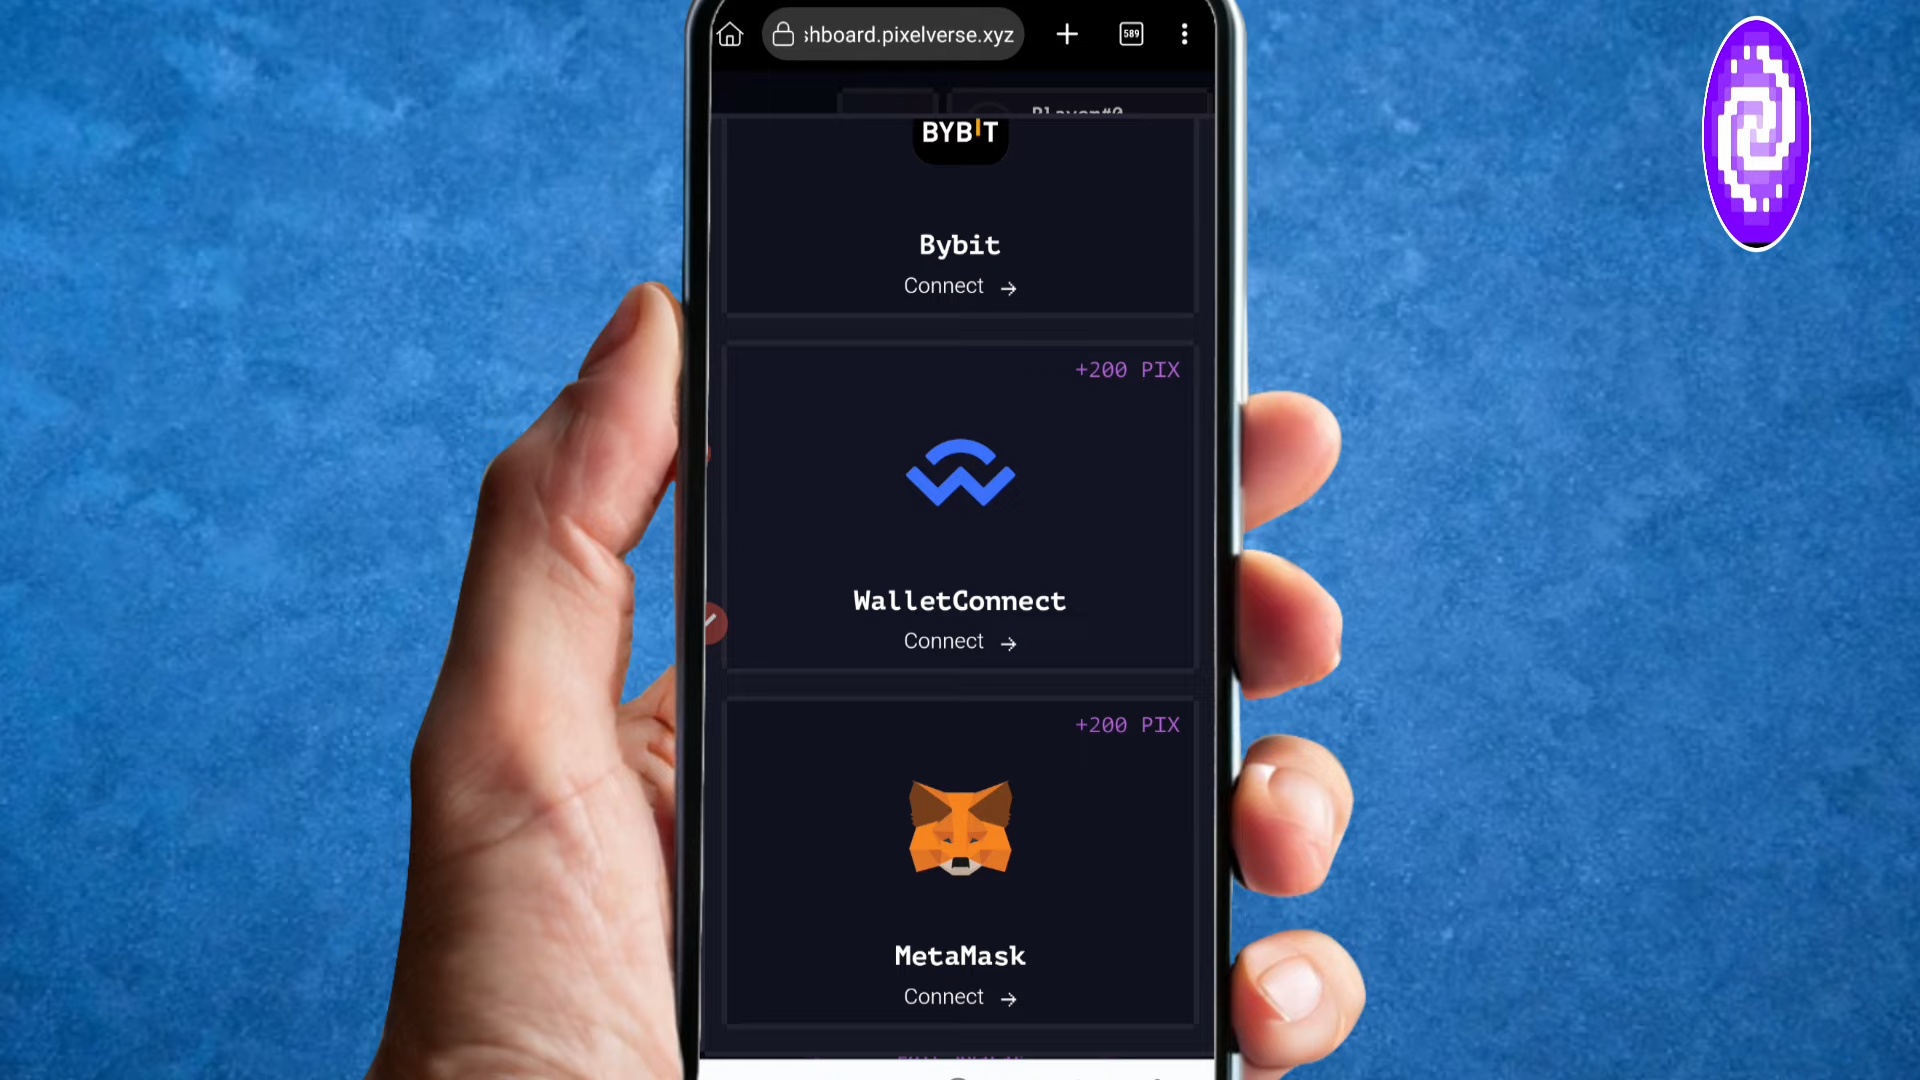 shboard.pixelverse.xyz
589
BYBIT
Bybit
Connect →
+200 PIX
WalletConnect
Connect →
+200 PIX
MetaMask
Connect →